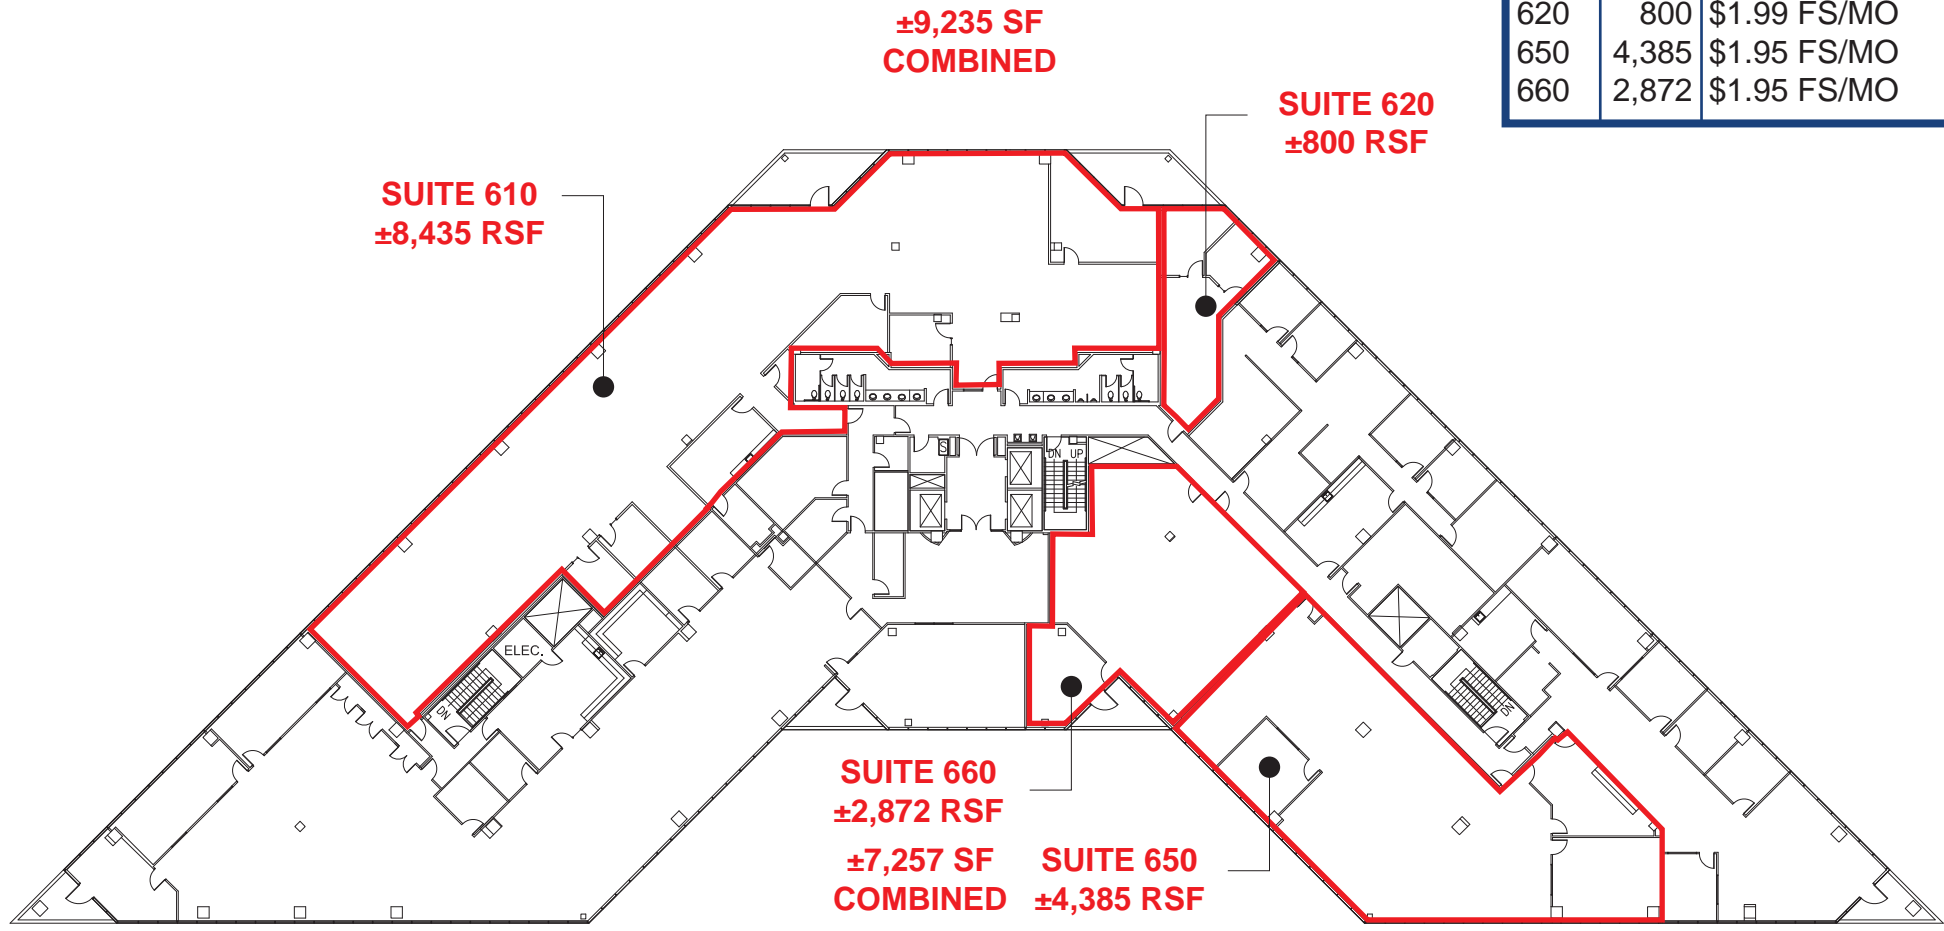 ±9,235 SF
COMBINED
620 800 $1.99 FS/MO
650 4,385 $1.95 FS/MO
660 2,872 $1.95 FS/MO
SUITE 620
±800 RSF
SUITE 610
±8,435 RSF
S
DN UP
ELEC.
DN
DN
SUITE 660
±2,872 RSF
±7,257 SF
COMBINED
SUITE 650
±4,385 RSF